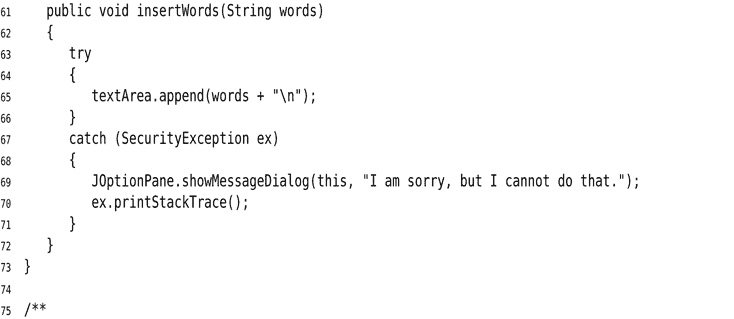 61    public void insertWords(String words)
62    {
63       try
64       {
65          textArea.append(words + "\n");
66       }
67       catch (SecurityException ex)
68       {
69          JOptionPane.showMessageDialog(this, "I am sorry, but I cannot do that.");
70          ex.printStackTrace();
71       }
72    }
73 }
74
75 /**